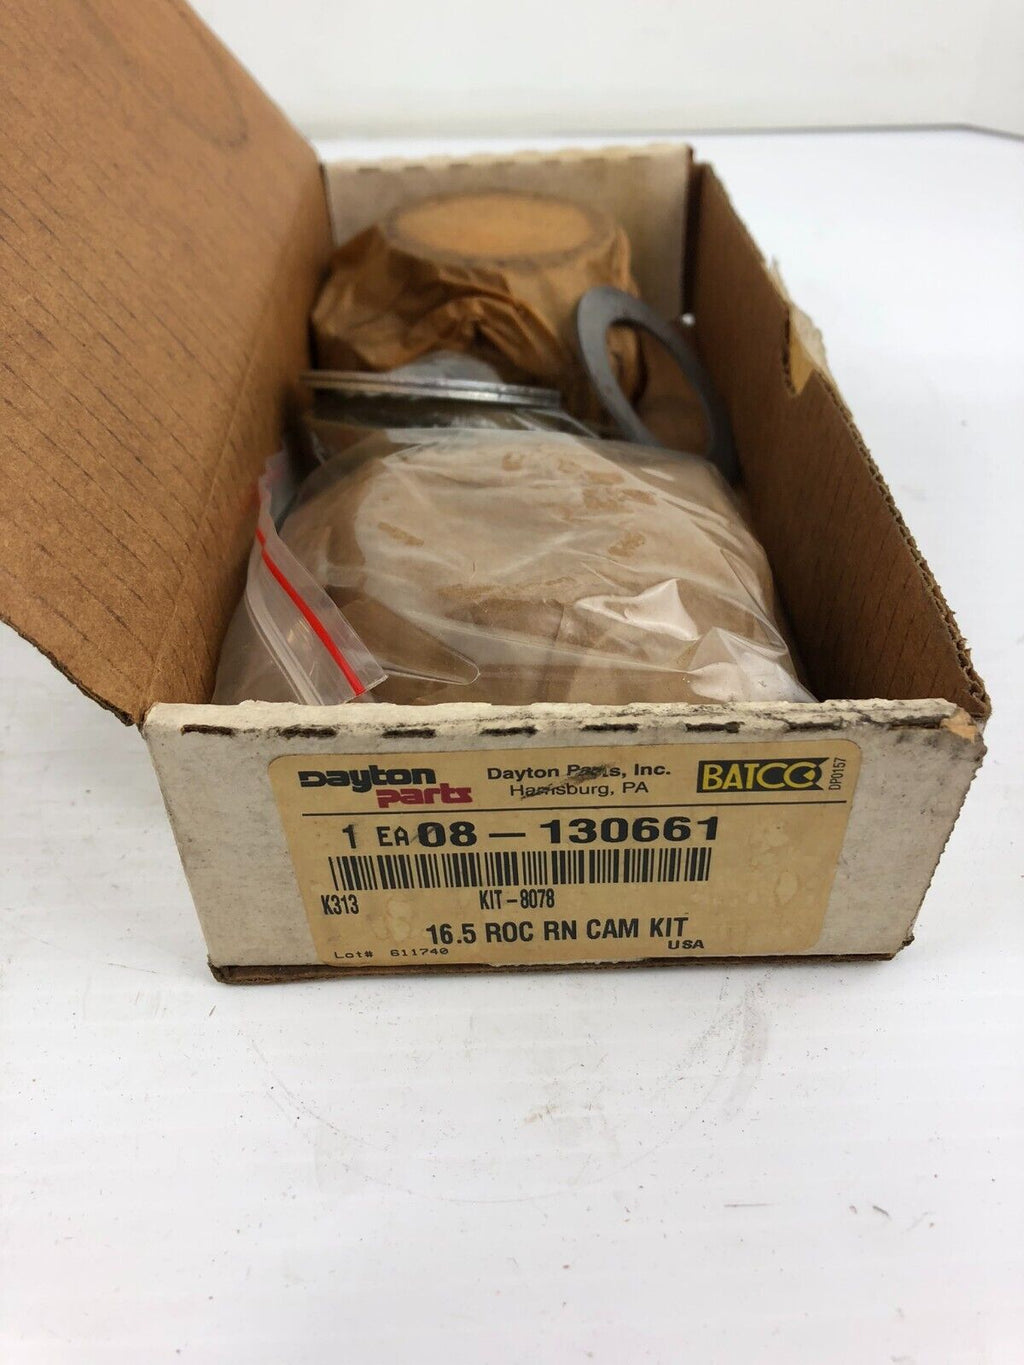 Dayton parts
Dayton Parts, Inc.
Harrisburg, PA
BATCO
DP0157
1 EA 08-130661
K313
KIT-8078
16.5 ROC RN CAM KIT
USA
Lot# 611740